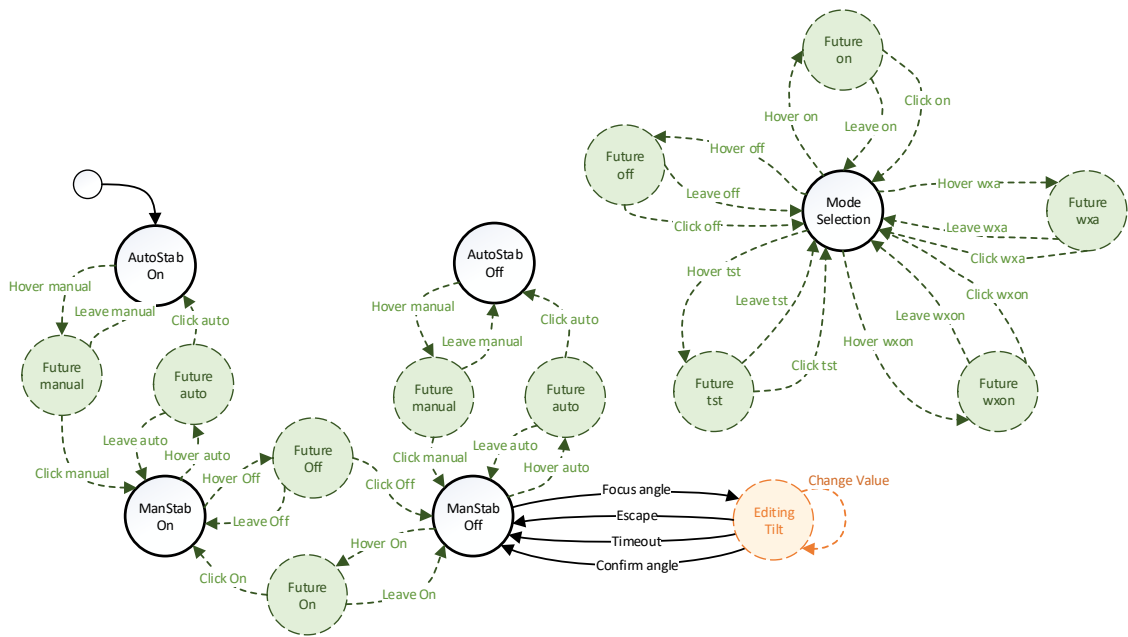 Future
on
Click on
Hover on
Leave on
Hover off
Future
off
Hover wxa
Leave off
Mode
Selection
Future
wxa
Click off
Leave wxa
Click wxa
AutoStab
On
AutoStab
Off
Hover tst
Hover manual
Click wxon
Leave tst
Hover manual
Leave manual
Click auto
Click auto
Leave wxon
Leave manual
Hover wxon
Click tst
Future
manual
Future
auto
Future
manual
Future
auto
Future
tst
Future
wxon
Leave auto
Hover auto
Future
Off
Leave auto
Click manual
Hover auto
Click manual
Hover Off
Click Off
Change Value
Focus angle
ManStab
On
Leave Off
ManStab
Off
Escape
Editing
Tilt
Hover On
Timeout
Confirm angle
Click On
Future
On
Leave On